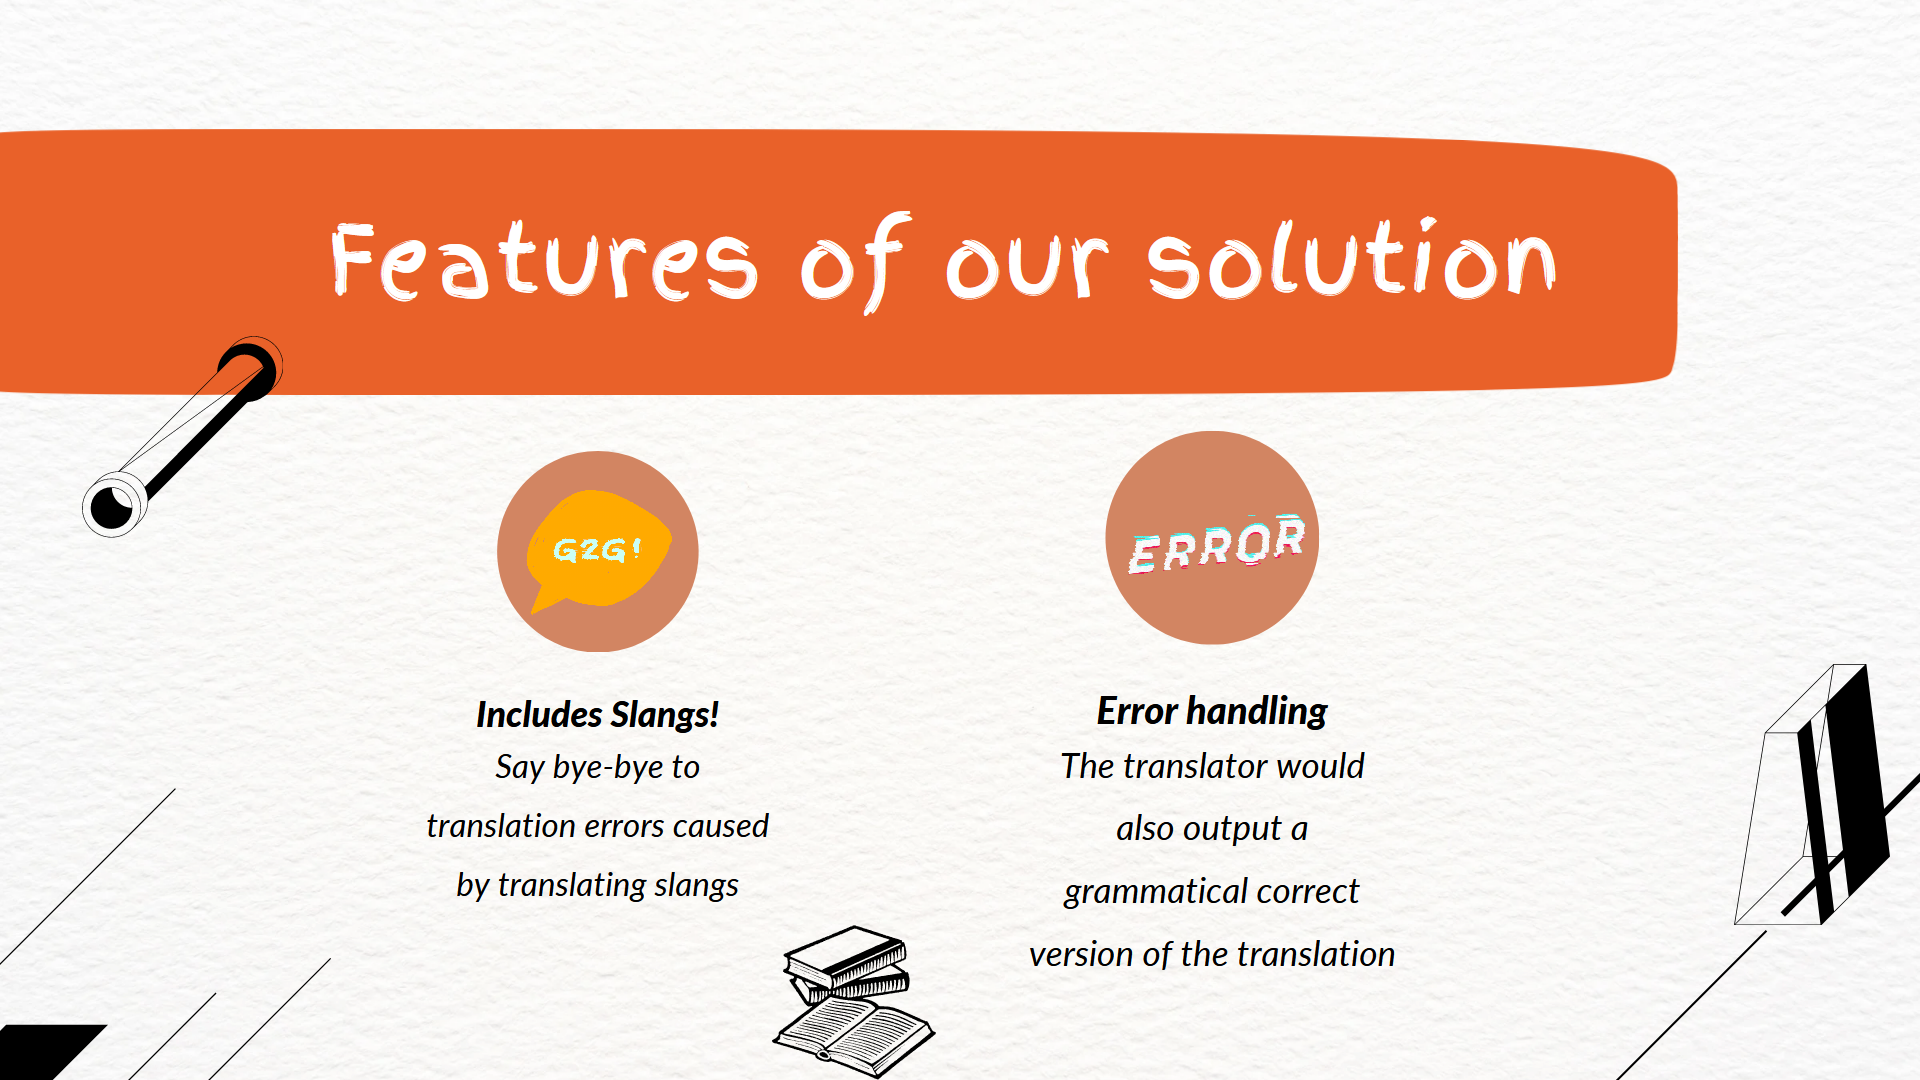 Features of our solution
G2G!
ERROR
Includes Slangs!
Say bye-bye to
translation errors caused
by translating slangs
Error handling
The translator would
also output a
grammatical correct
version of the translation